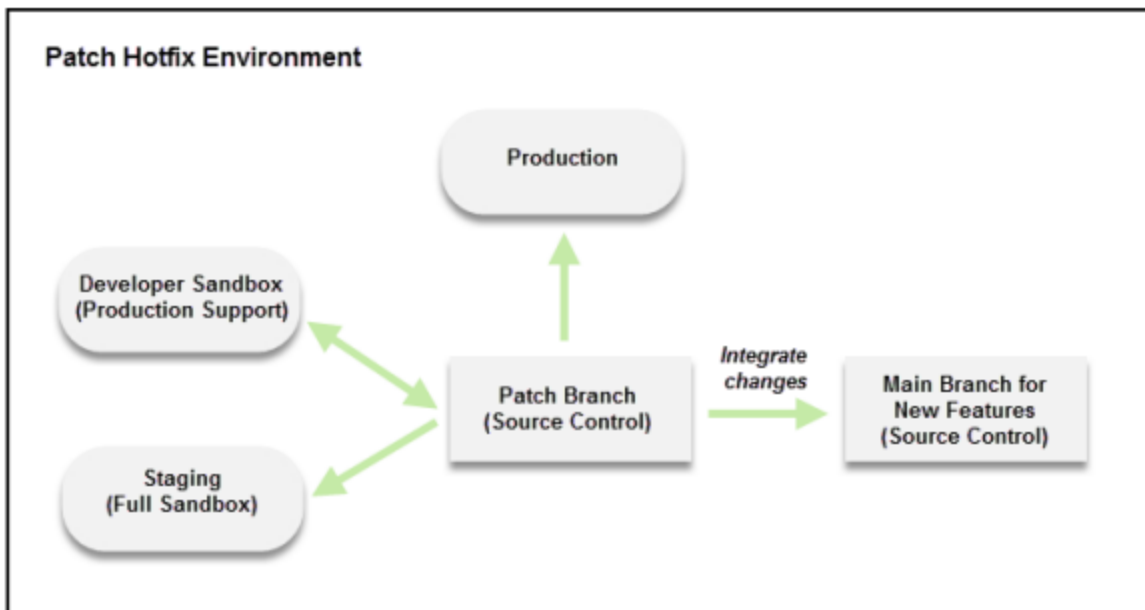 Patch Hotfix Environment
Production
Developer Sandbox
(Production Support)
Integrate
changes
Patch Branch
(Source Control)
Main Branch for
New Features
(Source Control)
Staging
(Full Sandbox)